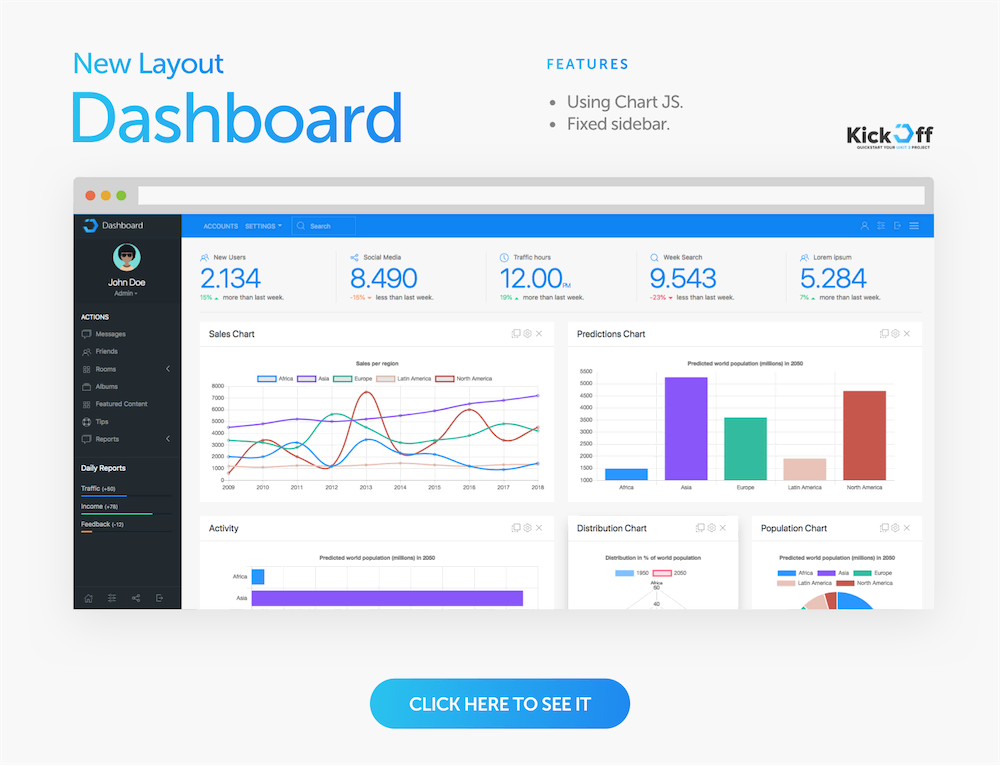 New Layout
Dashboard
FEATURES
• Using Chart JS.
• Fixed sidebar.
Kick Off
QUICKSTART YOUR UIKIT 3 PROJECT
Dashboard
ACCOUNTS SETTINGS Search
John Doe
Admin
ACTIONS
Messages
Friends
Rooms
Albums
Featured Content
Tips
Reports
Daily Reports
Traffic (+50)
Income (+78)
Feedback (-12)
New Users
2.134
15% more than last week.
Social Media
8.490
-15% less than last week.
Traffic hours
12.00PM
19% more than last week.
Week Search
9.543
-23% less than last week.
Lorem ipsum
5.284
7% more than last week.
Sales Chart
Sales per region
Africa Asia Europe Latin America North America
8000
7000
6000
5000
4000
3000
2000
1000
0
2009 2010 2011 2012 2013 2014 2015 2016 2017 2018
Predictions Chart
Predicted world population (millions) in 2050
5500
5000
4500
4000
3500
3000
2500
2000
1500
1000
Africa Asia Europe Latin America North America
Activity
Predicted world population (millions) in 2050
Africa
Asia
Distribution Chart
Distribution in % of world population
1950 2050
Africa
60
40
Population Chart
Predicted world population (millions) in 2050
Africa Asia Europe
Latin America North America
CLICK HERE TO SEE IT